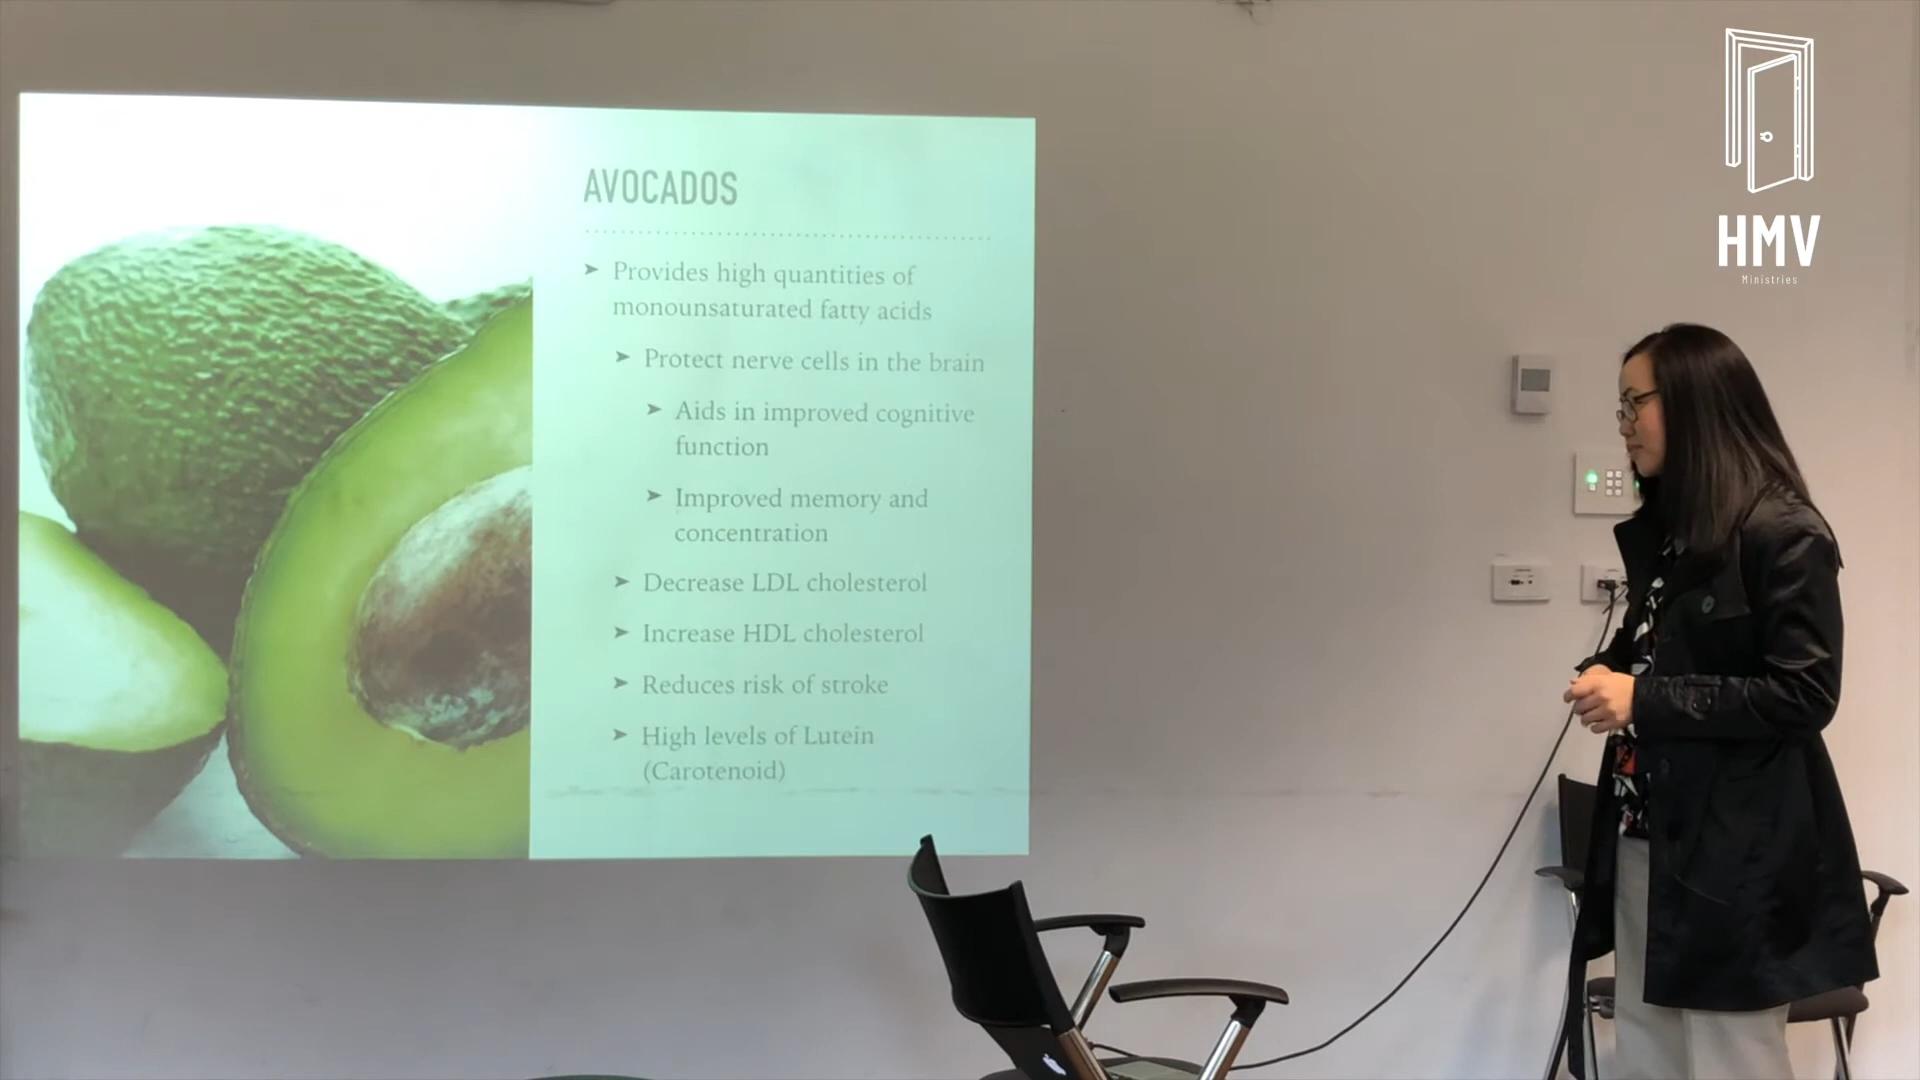 AVOCADOS
➤ Provides high quantities of
monounsaturated fatty acids
➤ Protect nerve cells in the brain
➤ Aids in improved cognitive
function
➤ Improved memory and
concentration
➤ Decrease LDL cholesterol
➤ Increase HDL cholesterol
➤ Reduces risk of stroke
➤ High levels of Lutein
(Carotenoid)
HMV
Ministries